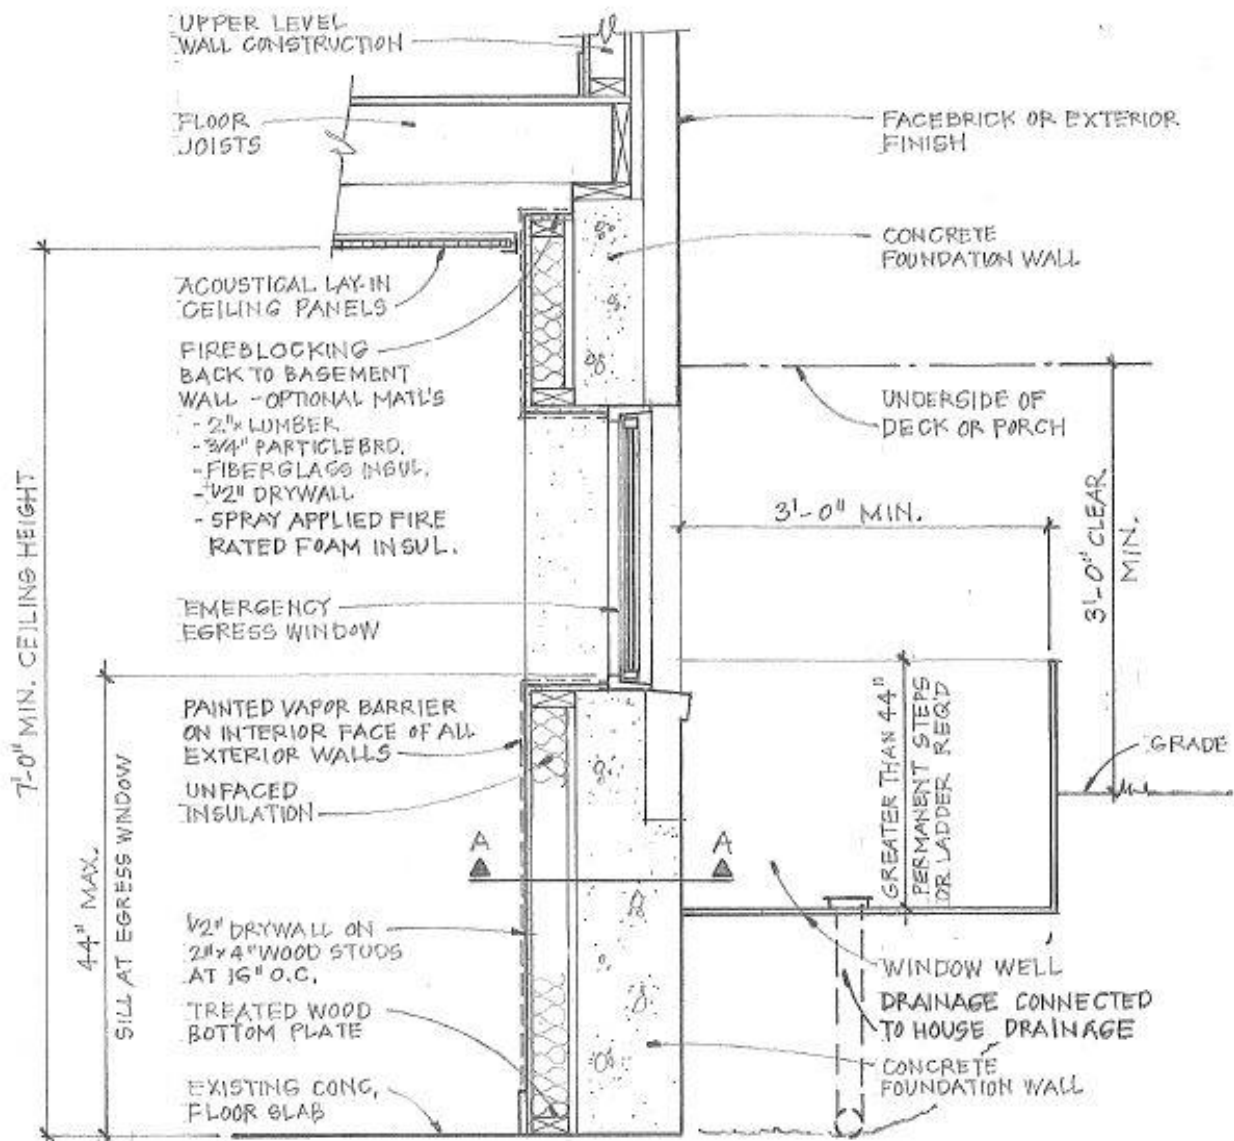 UPPER LEVEL
WALL CONSTRUCTION
FLOOR
JOISTS
FACEBRICK OR EXTERIOR
FINISH
CONCRETE
FOUNDATION WALL
ACOUSTICAL LAY-IN
CEILING PANELS
FIREBLOCKING
BACK TO BASEMENT
WALL - OPTIONAL MATL'S
- 2"x LUMBER
- 3/4" PARTICLEBRD.
- FIBERGLASS INSUL.
- 1/2" DRYWALL
- SPRAY APPLIED FIRE
RATED FOAM INSUL.
UNDERSIDE OF
DECK OR PORCH
3'-0" MIN.
3'-0" CLEAR
MIN.
7'-0" MIN. CEILING HEIGHT
EMERGENCY
EGRESS WINDOW
PAINTED VAPOR BARRIER
ON INTERIOR FACE OF ALL
EXTERIOR WALLS
UNFACED
INSULATION
GREATER THAN 44"
PERMANENT STEPS
OR LADDER REQ'D
GRADE
A
A
44" MAX.
SILL AT EGRESS WINDOW
1/2" DRYWALL ON
2"x4" WOOD STUDS
AT 16" O.C.
TREATED WOOD
BOTTOM PLATE
EXISTING CONC.
FLOOR SLAB
WINDOW WELL
DRAINAGE CONNECTED
TO HOUSE DRAINAGE
CONCRETE
FOUNDATION WALL